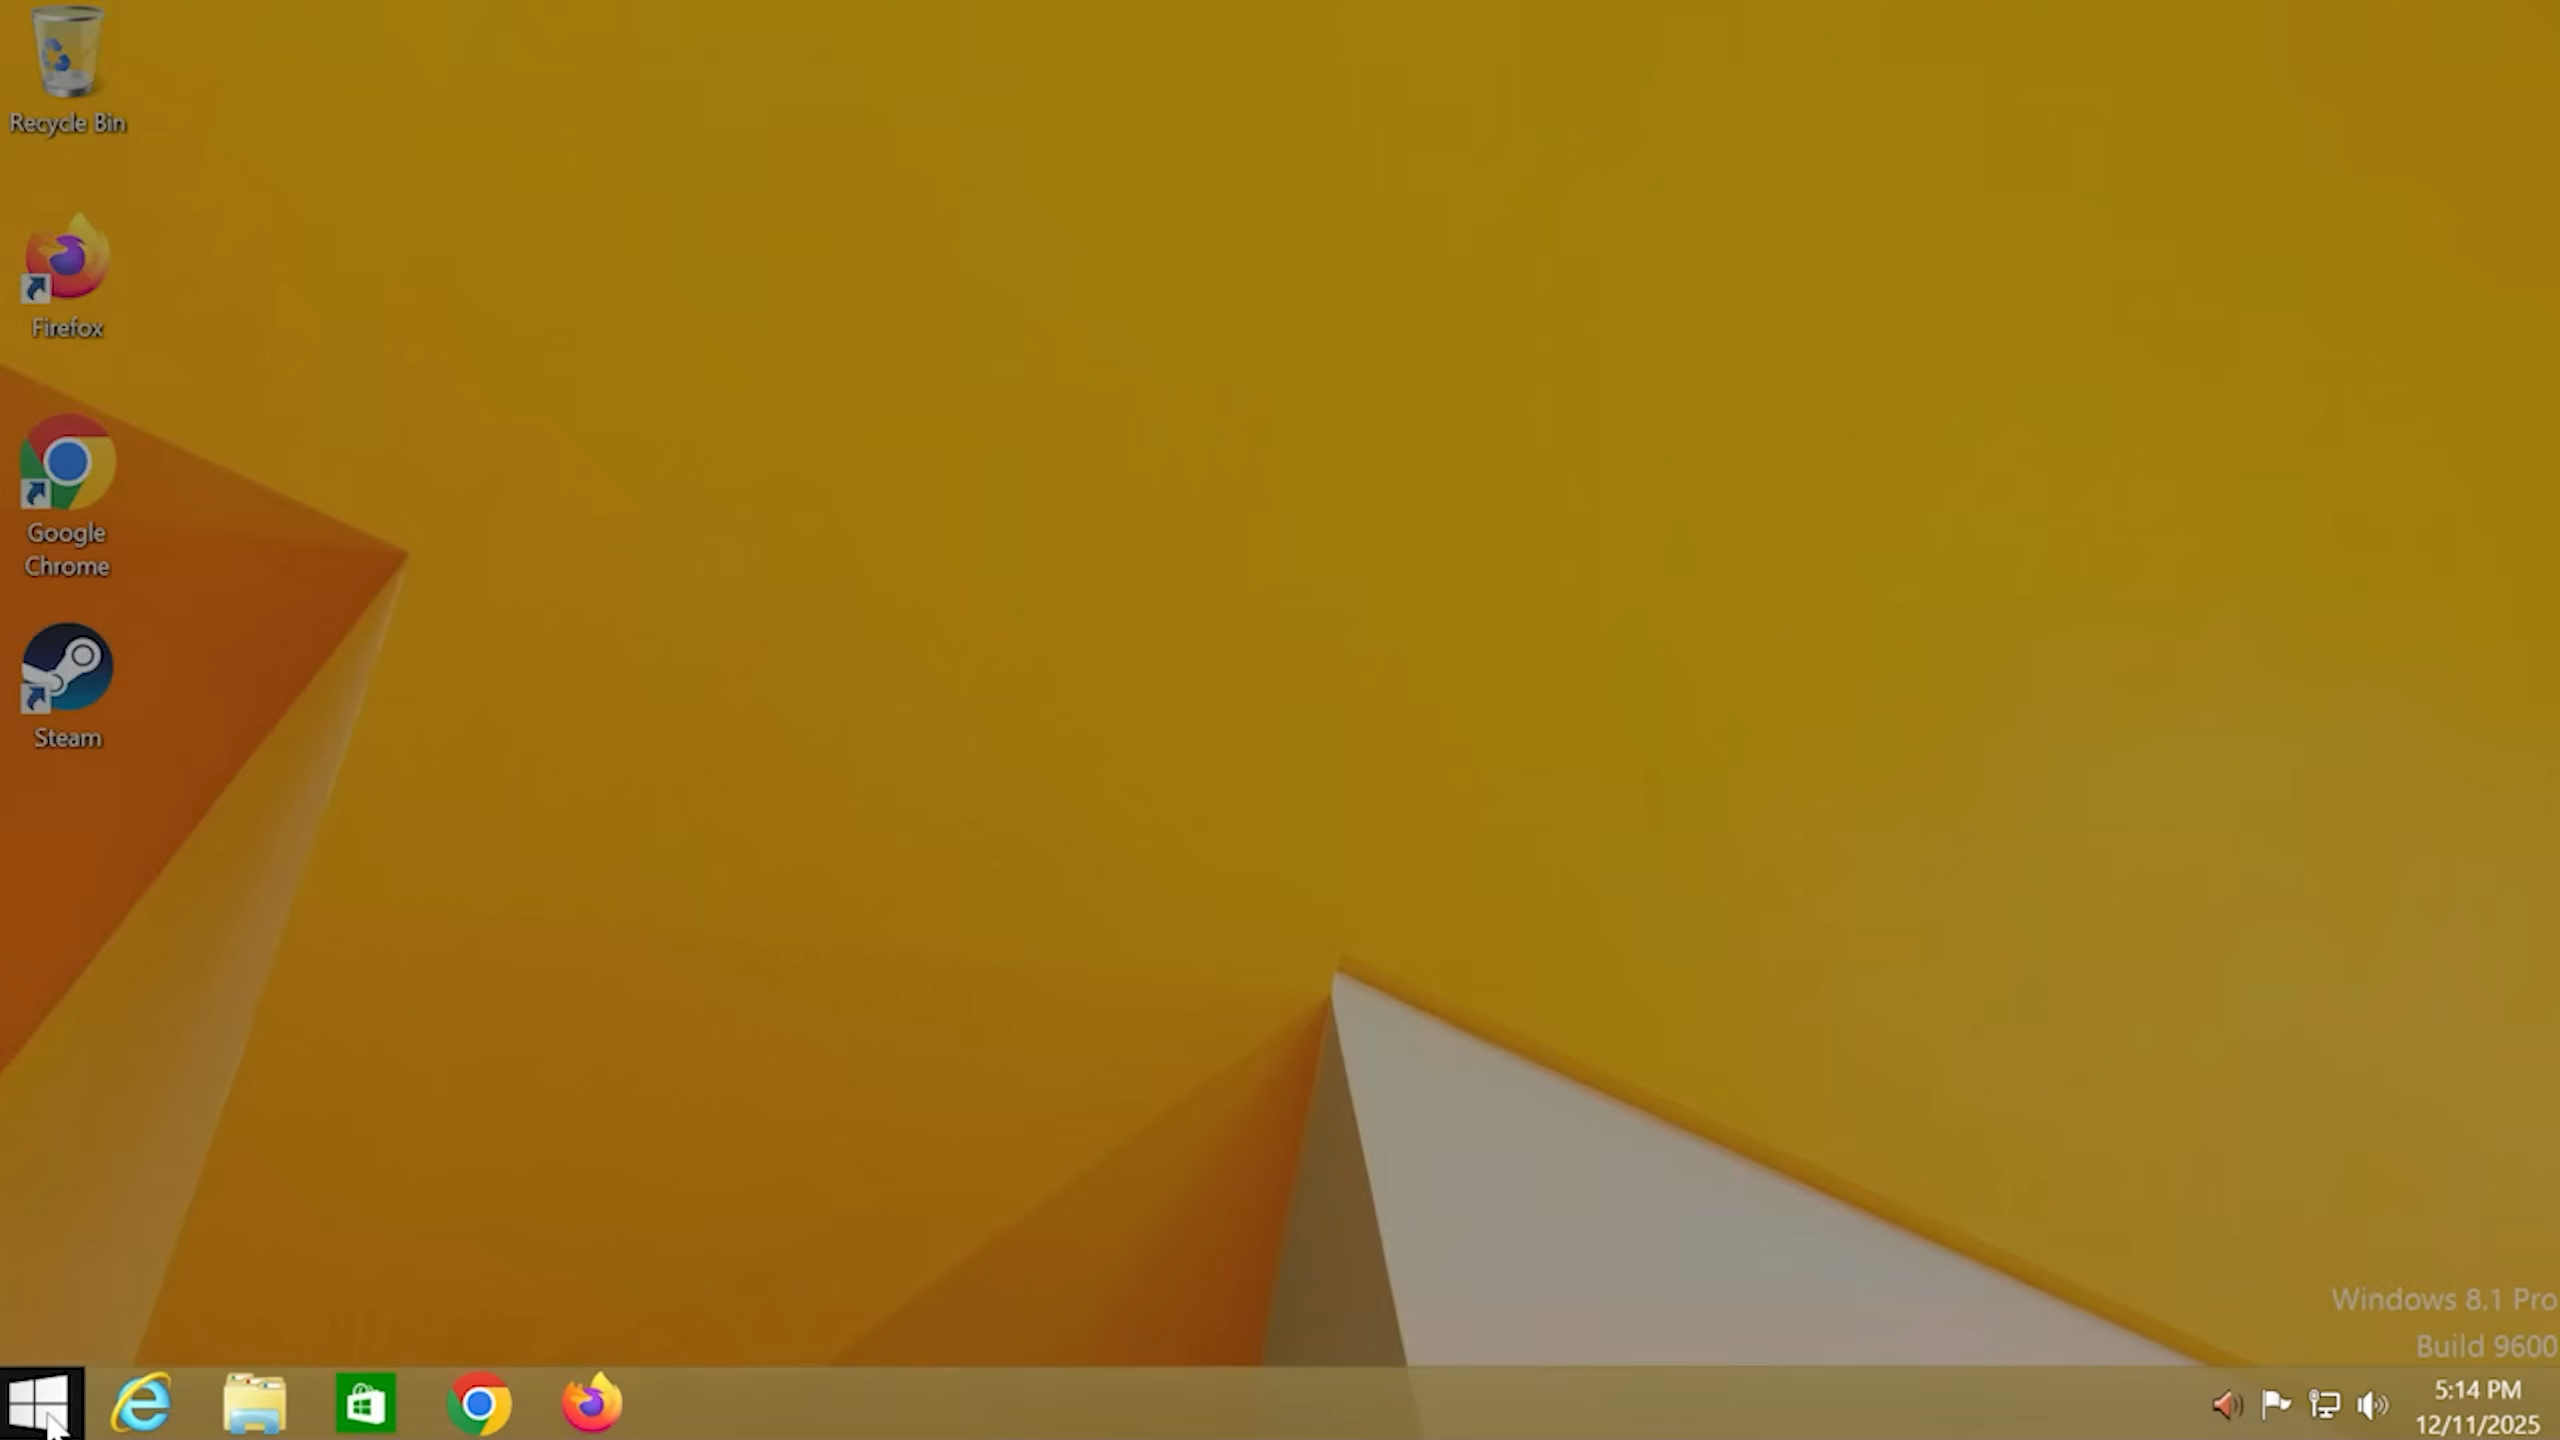 Recycle Bin
Firefox
Google
Chrome
Steam
Windows 8.1 Pro
Build 9600
5:14 PM
12/11/2025